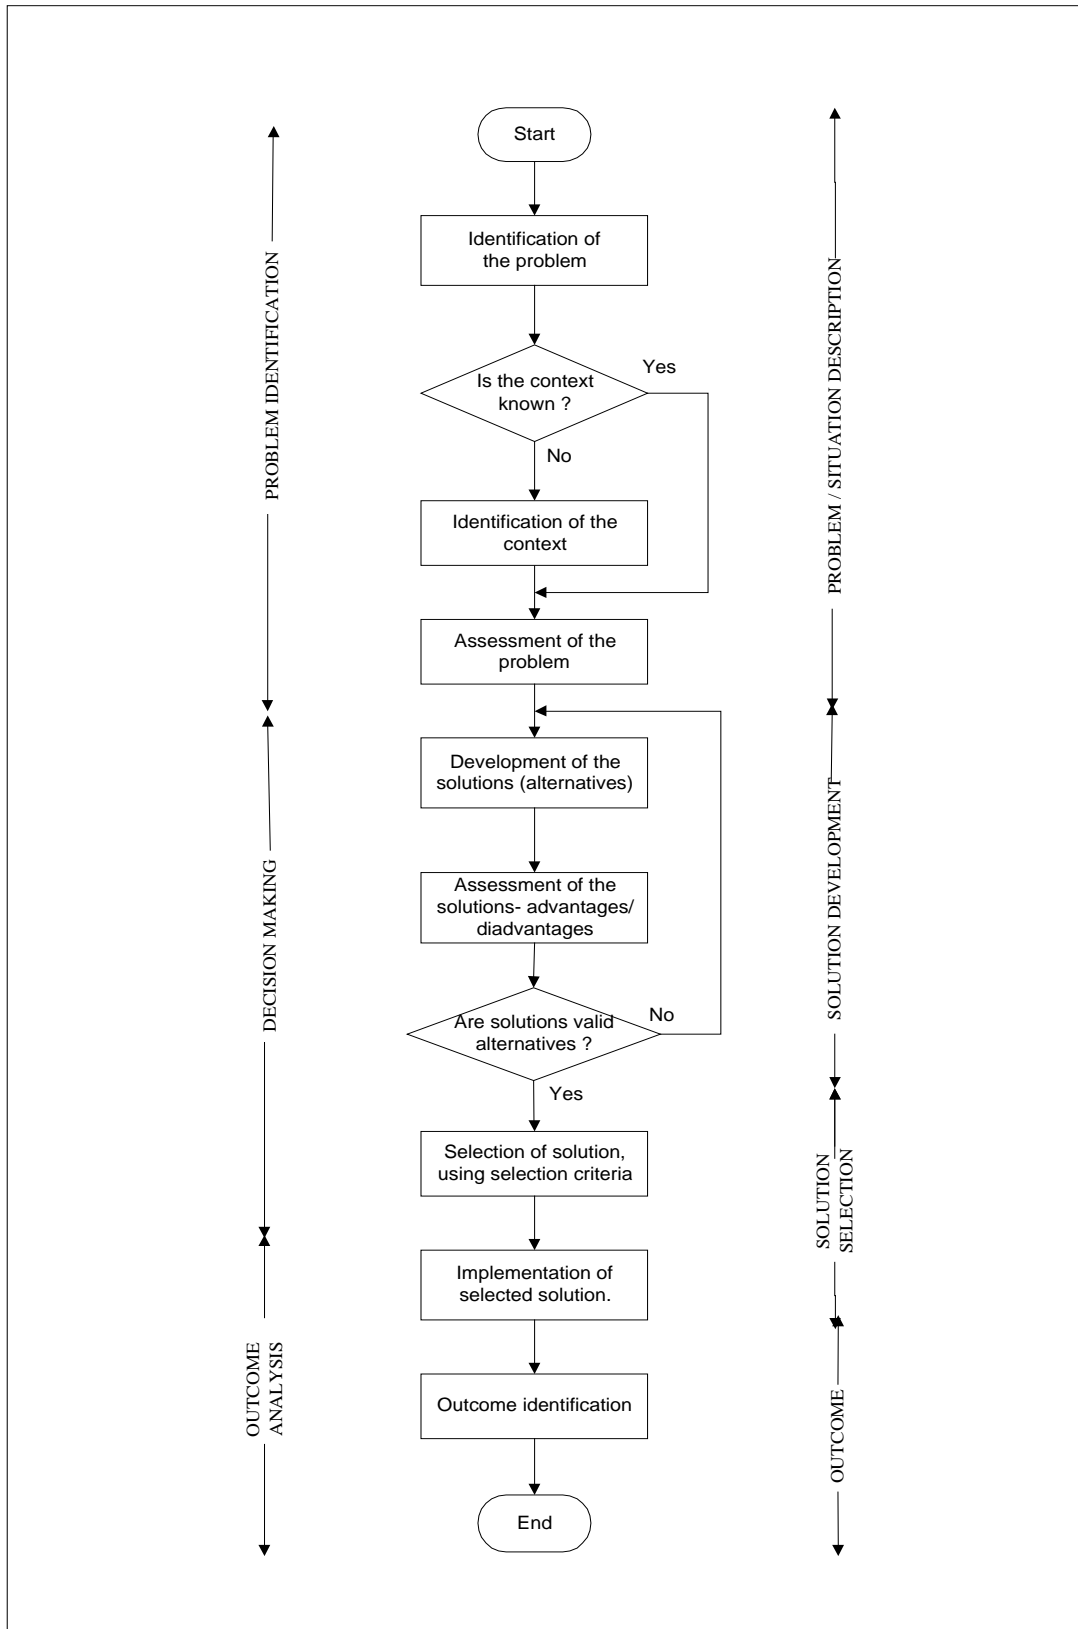 Start
Identification of
the problem
Is the context
known ?
Yes
No
Identification of the
context
Assessment of the
problem
Development of the
solutions (alternatives)
Assessment of the
solutions- advantages/
diadvantages
Are solutions valid
alternatives ?
No
Yes
Selection of solution,
using selection criteria
Implementation of
selected solution.
Outcome identification
End
PROBLEM IDENTIFICATION
DECISION MAKING
OUTCOME
ANALYSIS
PROBLEM / SITUATION DESCRIPTION
SOLUTION DEVELOPMENT
SOLUTION
SELECTION
OUTCOME